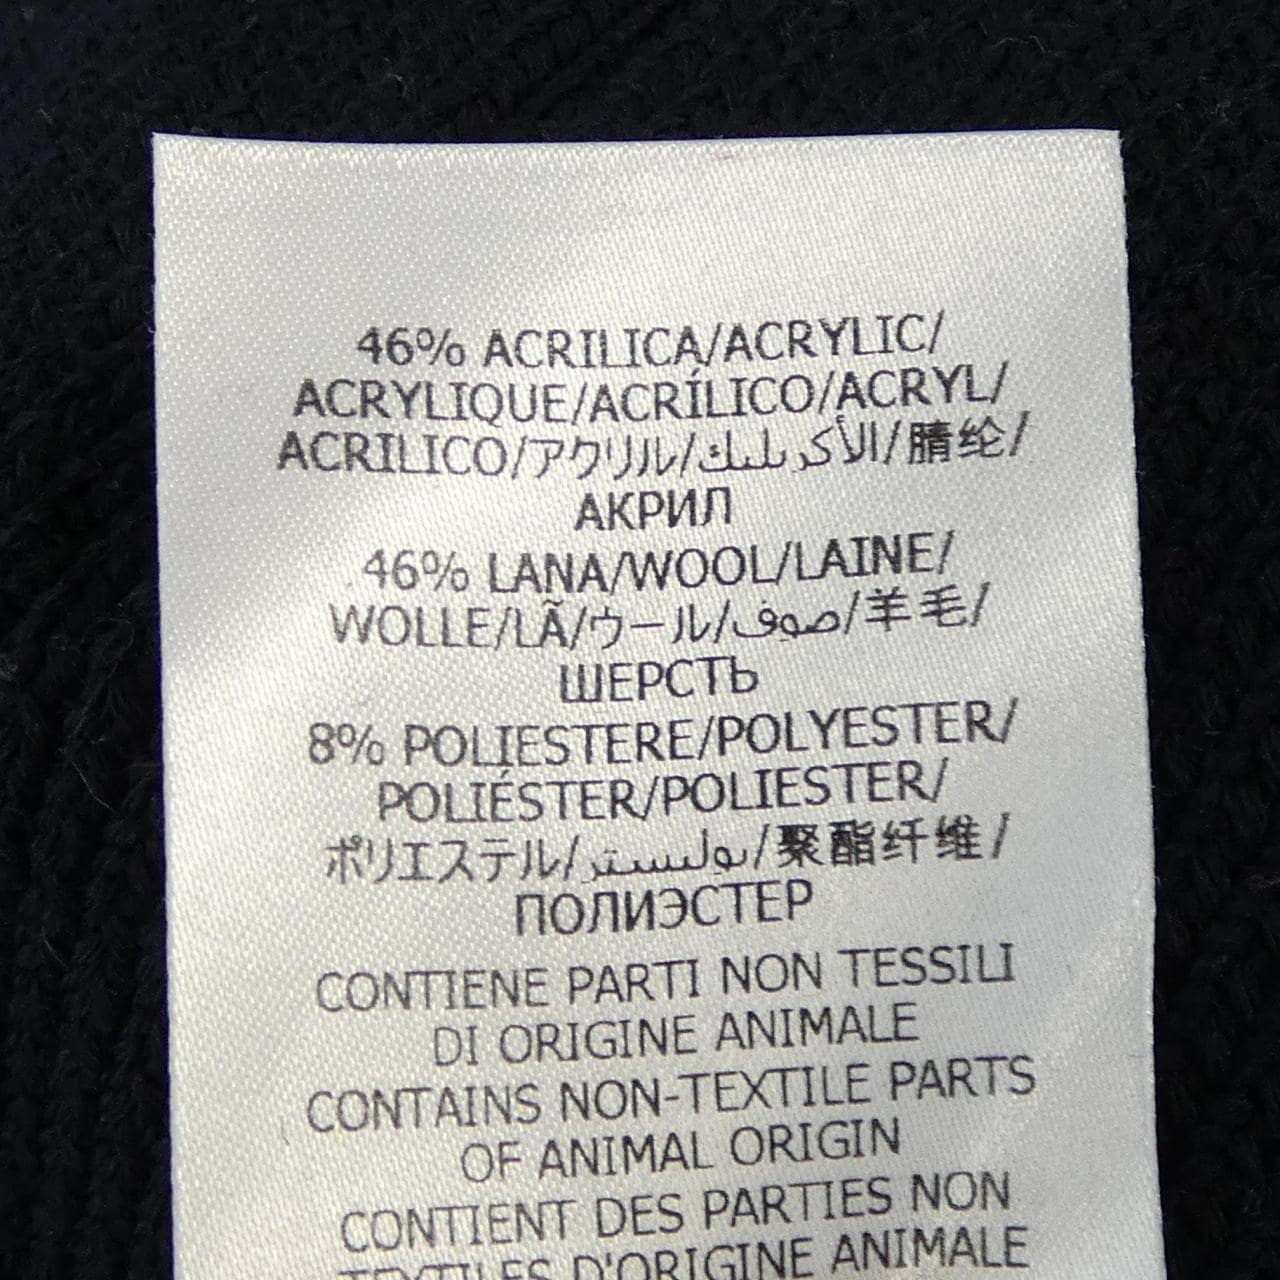 46% ACRILICA/ACRYLIC/
ACRYLIQUE/ACRÍLICO/ACRYL/
ACRILICO/アクリル/الأكريليك/腈纶/
АКРИЛ
46% LANA/WOOL/LAINE/
WOLLE/LÃ/ウール/صوف/羊毛/
ШЕРСТЬ
8% POLIESTERE/POLYESTER/
POLIÉSTER/POLIESTER/
ポリエステル/بوليستر/聚酯纤维/
ПОЛИЭСТЕР
CONTIENE PARTI NON TESSILI
DI ORIGINE ANIMALE
CONTAINS NON-TEXTILE PARTS
OF ANIMAL ORIGIN
CONTIENT DES PARTIES NON
TEXTILES D'ORIGINE ANIMALE